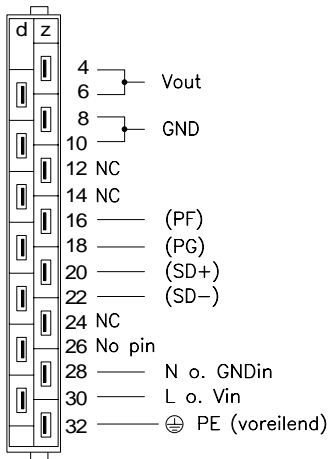 d z
4
Vout
6
8
GND
10
12 NC
14 NC
16 (PF)
18 (PG)
20 (SD+)
22 (SD-)
24 NC
26 No pin
28 N o. GNDin
30 L o. Vin
32 PE (voreilend)